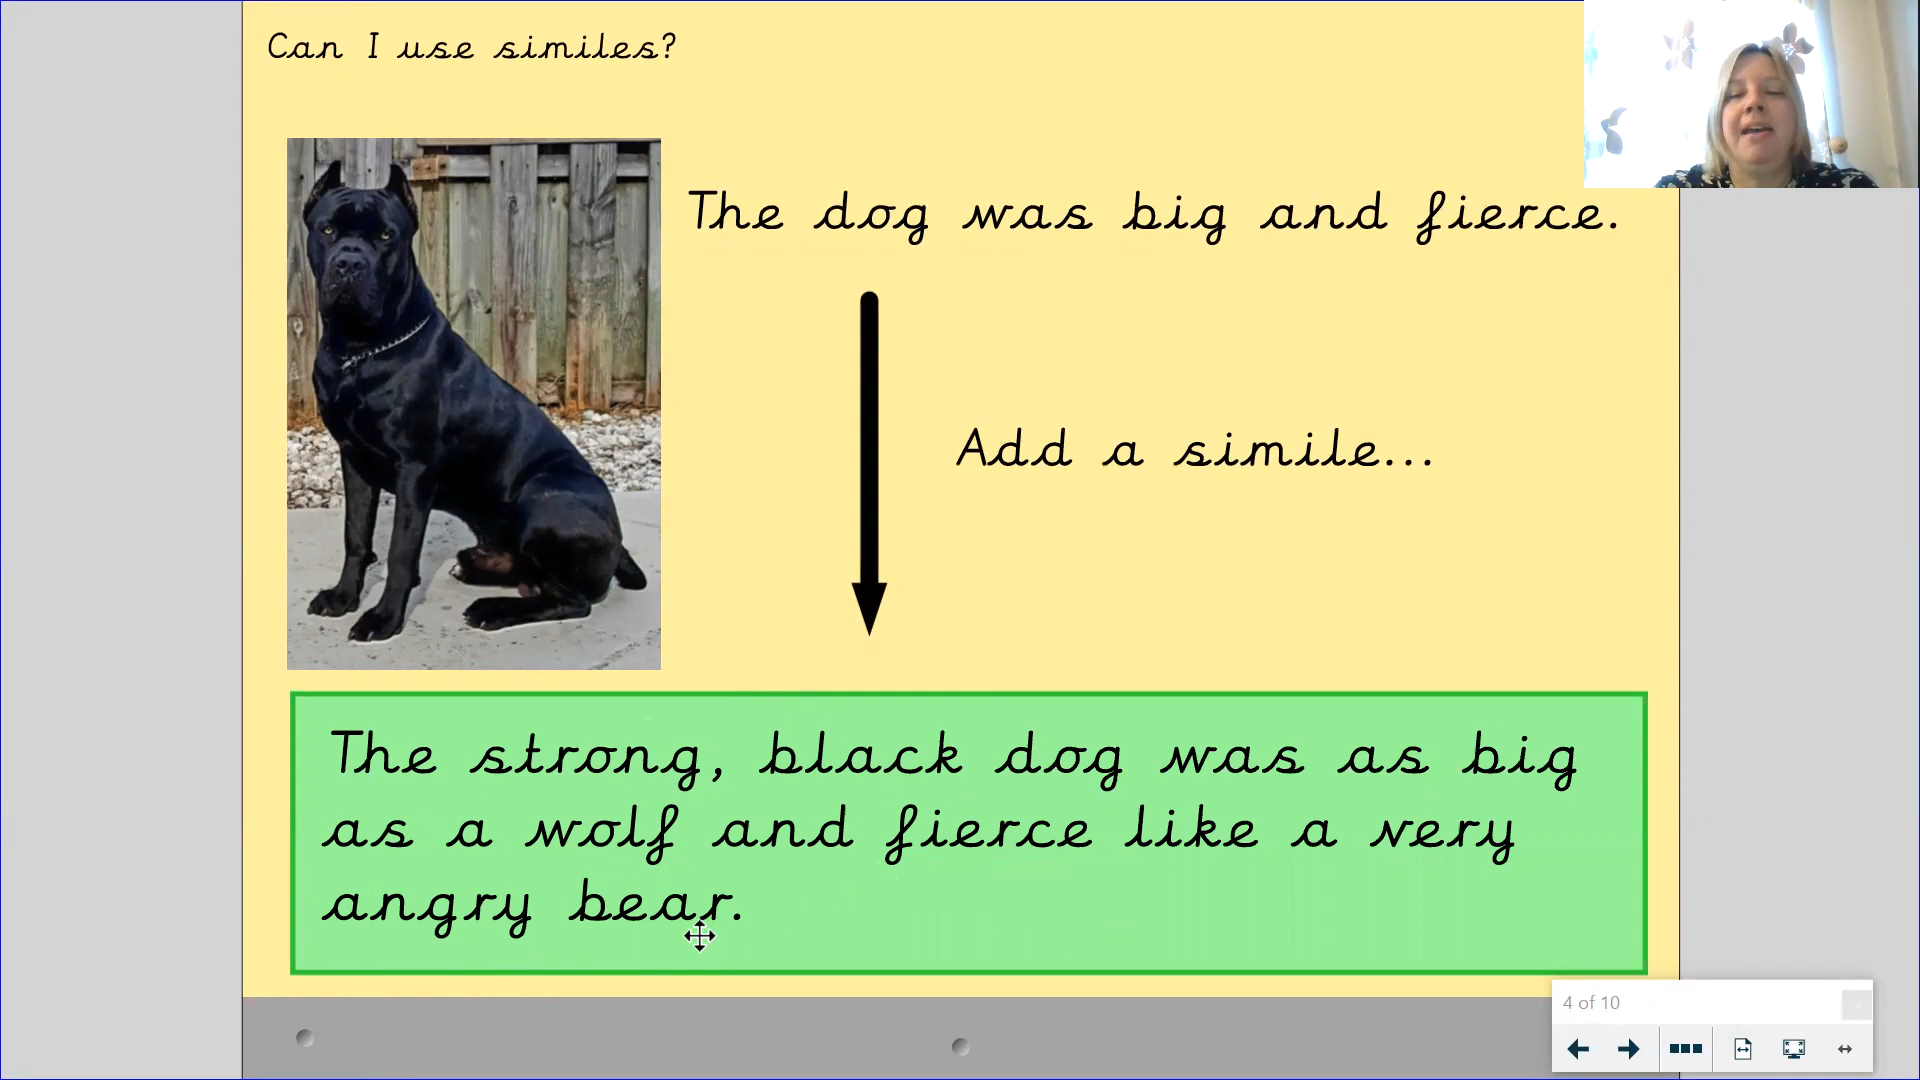 Can I use similes?
The dog was big and fierce.
Add a simile...
The strong, black dog was as big
as a wolf and fierce like a very
angry bear.
4 of 10